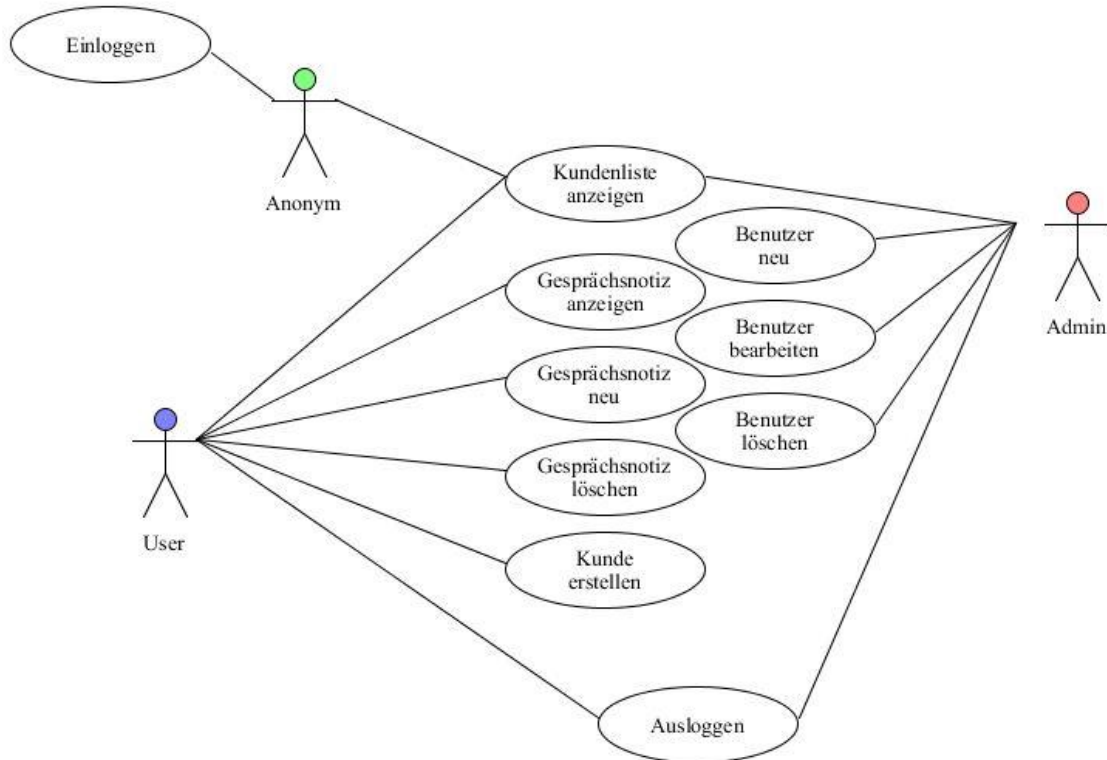 Einloggen
Anonym
Kundenliste
anzeigen
Benutzer
neu
Gesprächsnotiz
anzeigen
Admin
Benutzer
bearbeiten
Gesprächsnotiz
neu
Benutzer
löschen
Gesprächsnotiz
löschen
User
Kunde
erstellen
Ausloggen